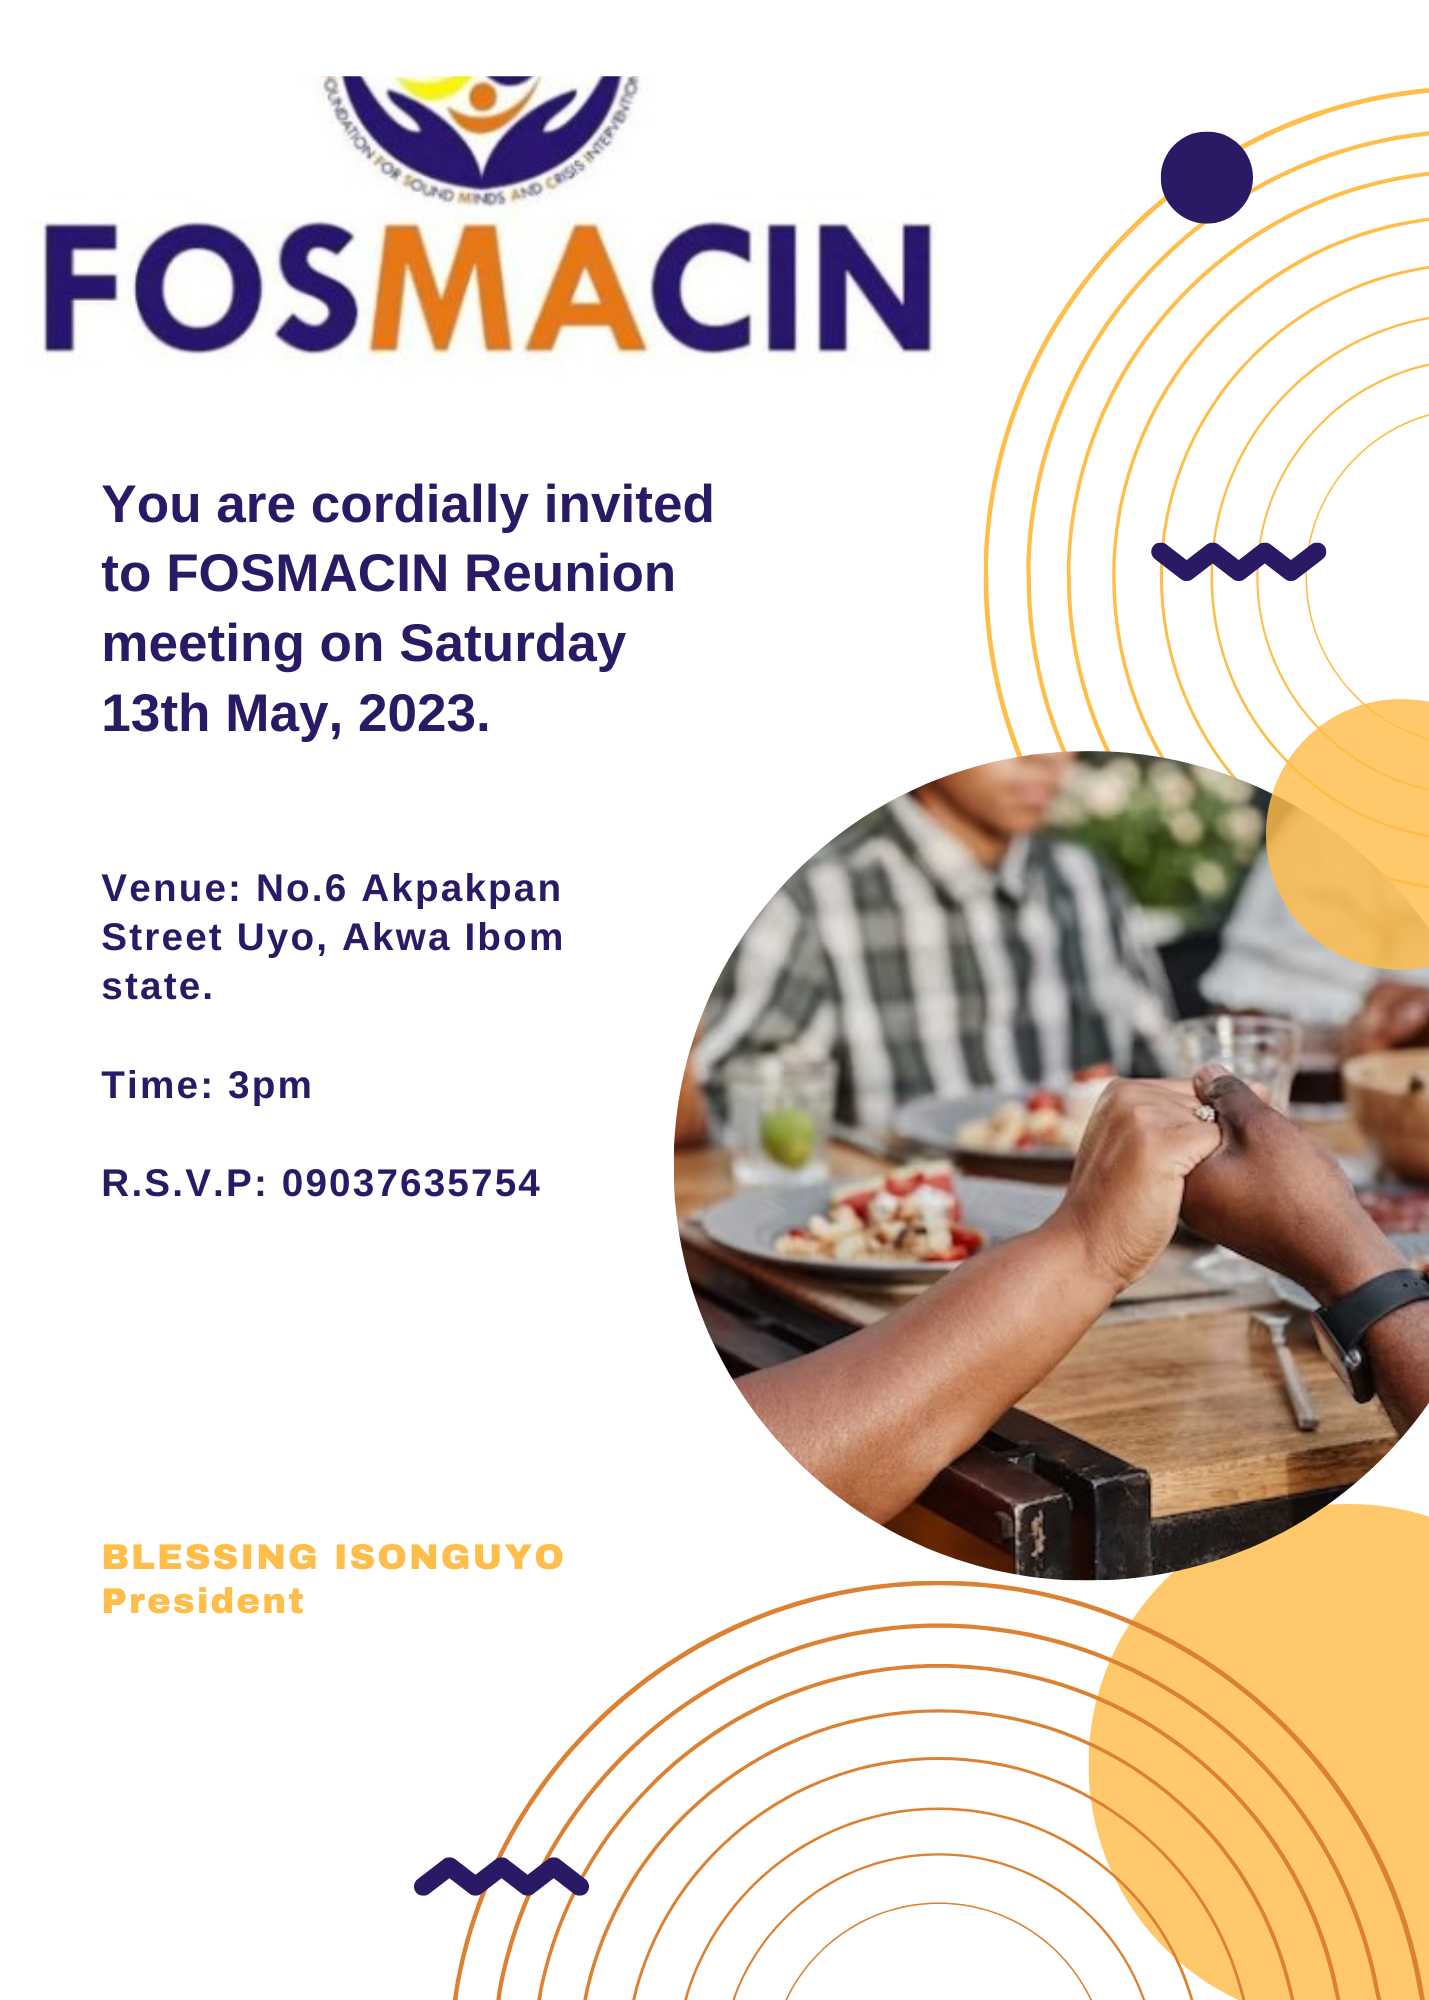 FOUNDATION FOR SOUND MINDS AND CRISIS INTERVENTION
FOSMACIN
You are cordially invited
to FOSMACIN Reunion
meeting on Saturday
13th May, 2023.
Venue: No.6 Akpakpan
Street Uyo, Akwa Ibom
state.
Time: 3pm
R.S.V.P: 09037635754
BLESSING ISONGUYO
President